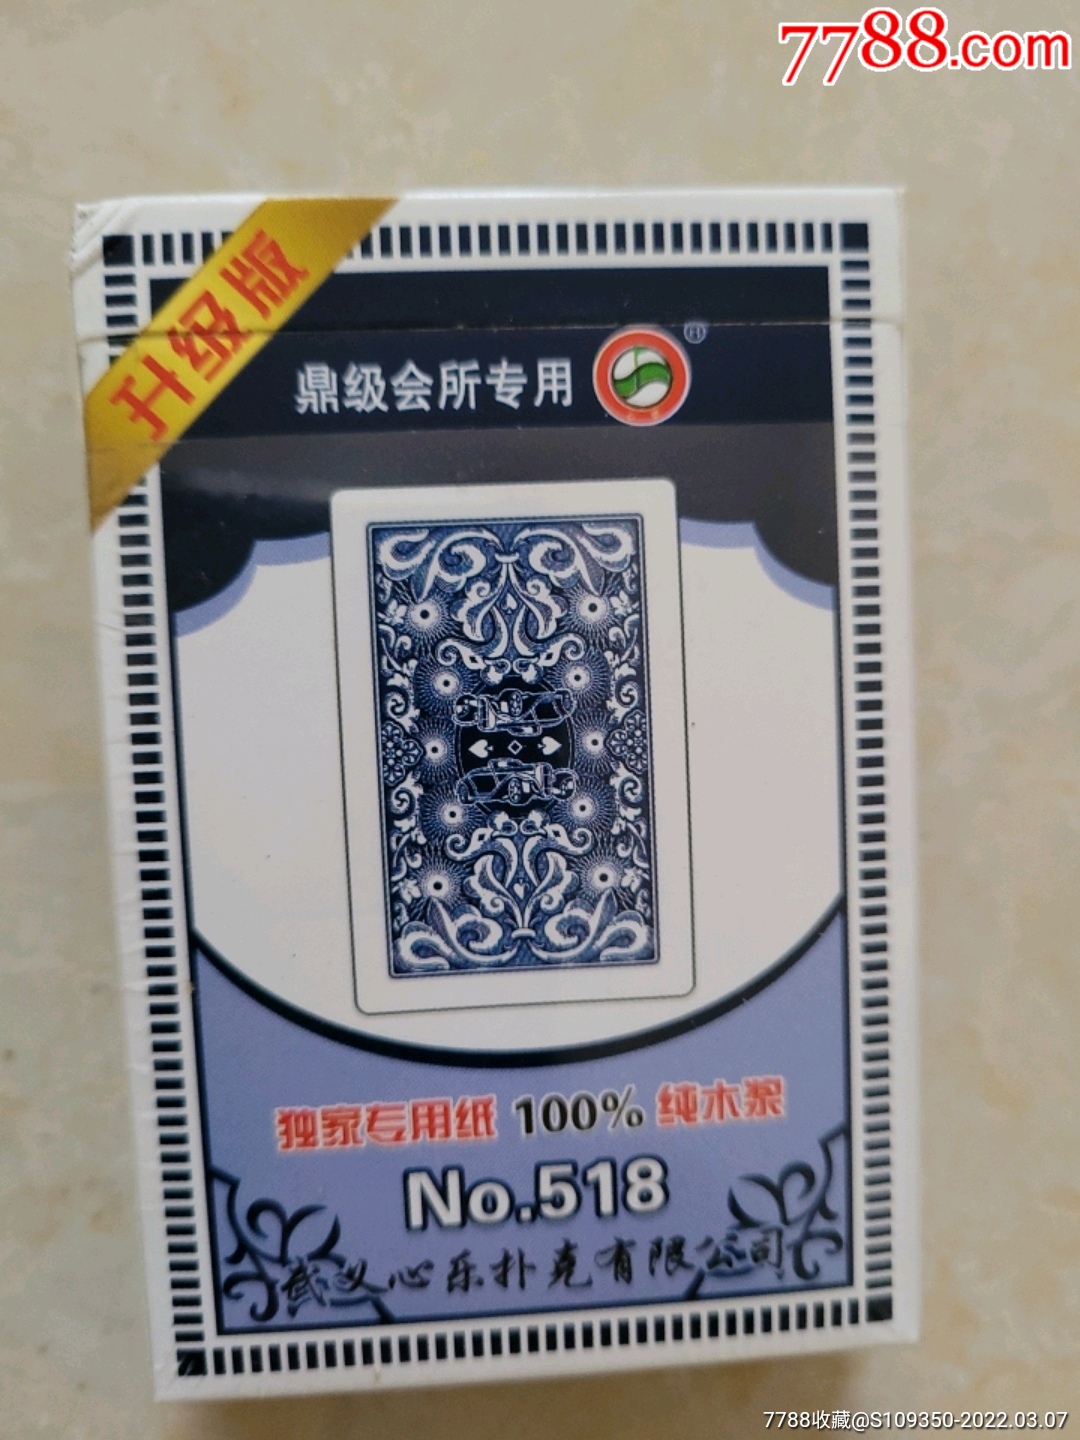 7788.com
升级版
鼎级会所专用
®
独家专用纸 100% 纯木浆
No.518
武义心乐扑克有限公司
7788收藏@S109350-2022.03.07